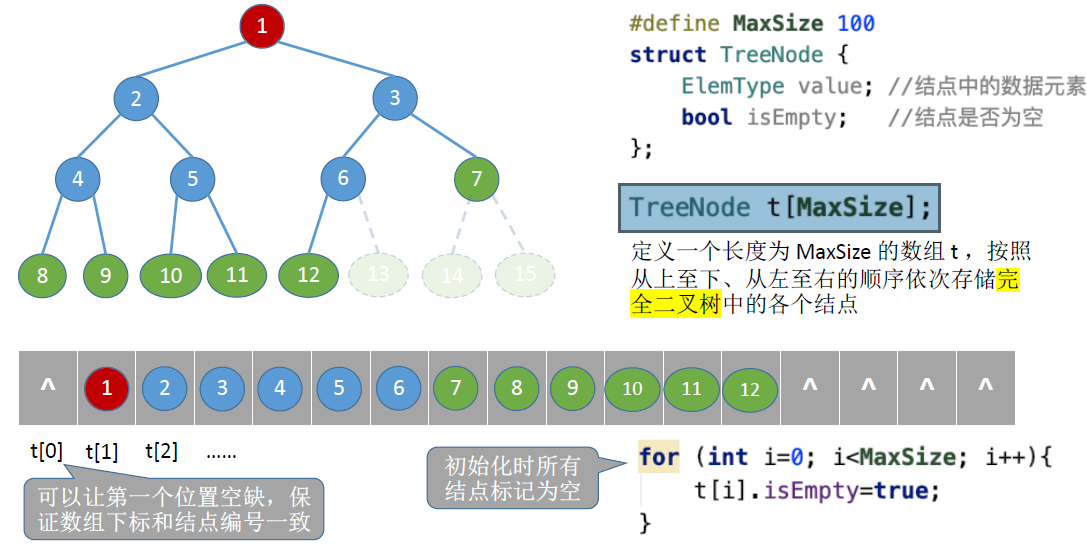 1
2 3
4 5 6 7
8 9 10 11 12 13 14 15
#define MaxSize 100
struct TreeNode {
ElemType value; //结点中的数据元素
bool isEmpty; //结点是否为空
};
TreeNode t[MaxSize];
定义一个长度为 MaxSize 的数组 t ，按照
从上至下、从左至右的顺序依次存储完
全二叉树中的各个结点
^ 1 2 3 4 5 6 7 8 9 10 11 12 ^ ^ ^ ^
t[0] t[1] t[2] ……
可以让第一个位置空缺，保
证数组下标和结点编号一致
初始化时所有
结点标记为空
for (int i=0; i<MaxSize; i++){
t[i].isEmpty=true;
}